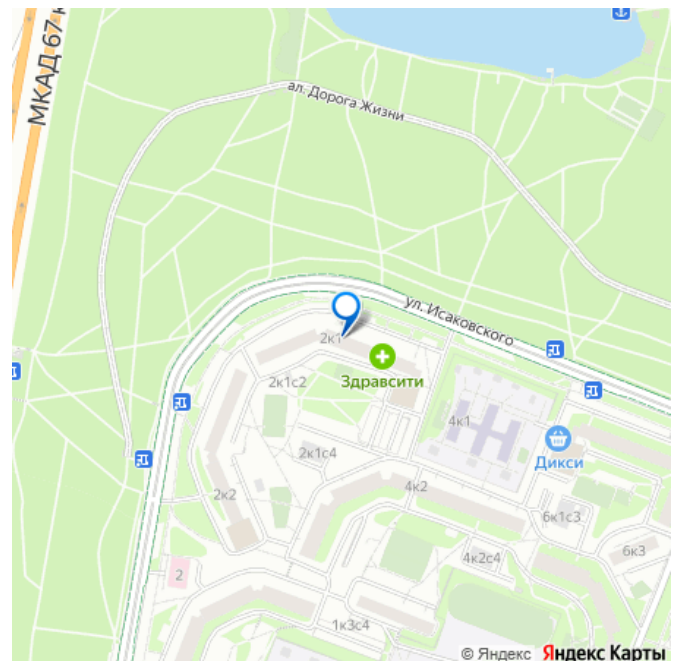 МКАД 67 к
ал. Дорога Жизни
ул. Исаковского
2к1
Здравсити
2к1с2
4к1
2к1с4
Дикси
4к2
2к2
6к1с3
6к3
4к2с4
2
1к3с4
© Яндекс Яндекс Карты